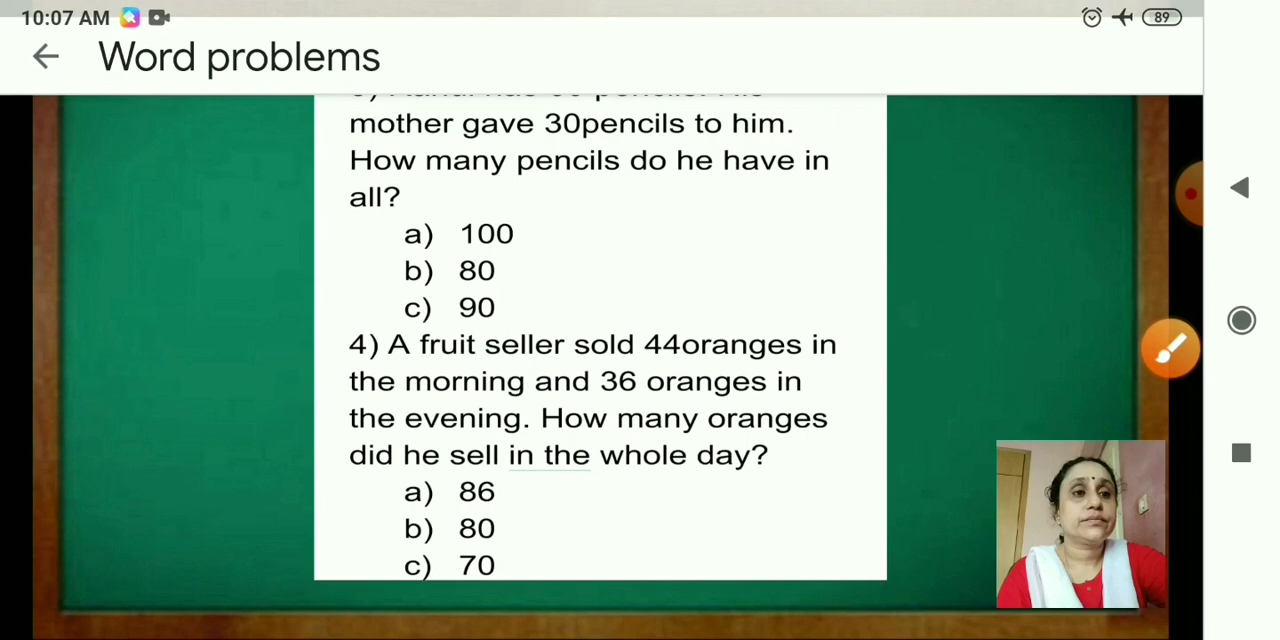 10:07 AM
89
Word problems
mother gave 30pencils to him.
How many pencils do he have in
all?
a) 100
b) 80
c) 90
4) A fruit seller sold 44oranges in
the morning and 36 oranges in
the evening. How many oranges
did he sell in the whole day?
a) 86
b) 80
c) 70